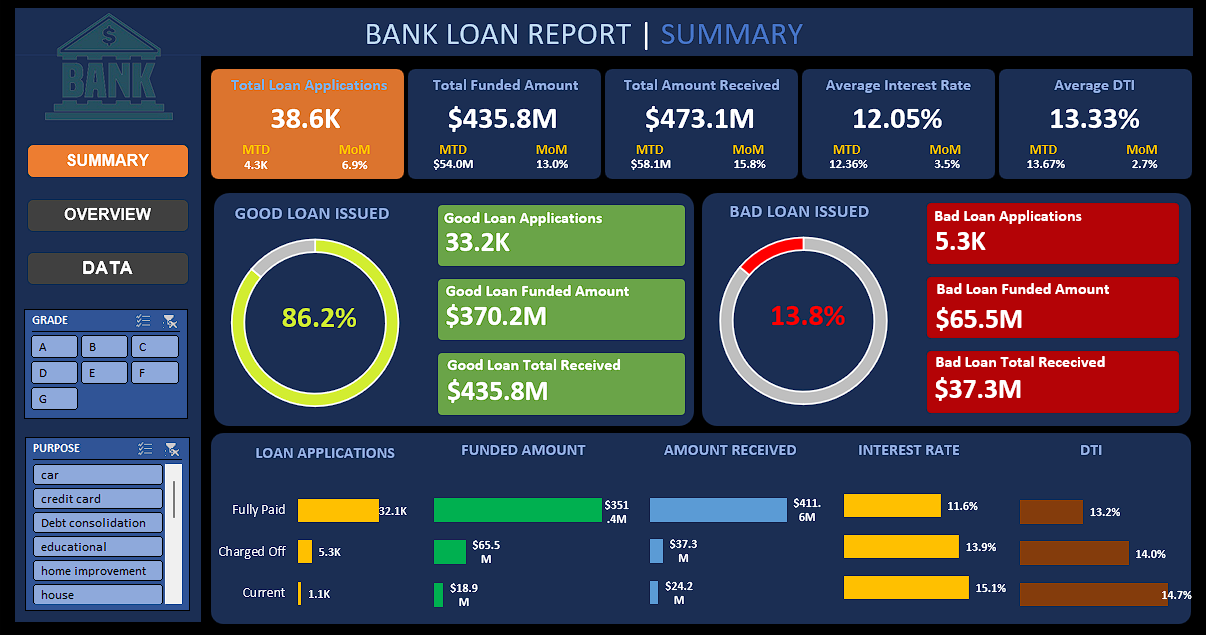 $
BANK
BANK LOAN REPORT | SUMMARY
SUMMARY
OVERVIEW
DATA
GRADE
A
B
C
D
E
F
G
PURPOSE
car
credit card
Debt consolidation
educational
home improvement
house
Total Loan Applications
38.6K
MTD MoM
4.3K 6.9%
Total Funded Amount
$435.8M
MTD MoM
$54.0M 13.0%
Total Amount Received
$473.1M
MTD MoM
$58.1M 15.8%
Average Interest Rate
12.05%
MTD MoM
12.36% 3.5%
Average DTI
13.33%
MTD MoM
13.67% 2.7%
GOOD LOAN ISSUED
86.2%
Good Loan Applications
33.2K
Good Loan Funded Amount
$370.2M
Good Loan Total Received
$435.8M
BAD LOAN ISSUED
13.8%
Bad Loan Applications
5.3K
Bad Loan Funded Amount
$65.5M
Bad Loan Total Rececived
$37.3M
LOAN APPLICATIONS
Fully Paid 32.1K
Charged Off 5.3K
Current 1.1K
FUNDED AMOUNT
$351
.4M
$65.5
M
$18.9
M
AMOUNT RECEIVED
$411.
6M
$37.3
M
$24.2
M
INTEREST RATE
11.6%
13.9%
15.1%
DTI
13.2%
14.0%
14.7%